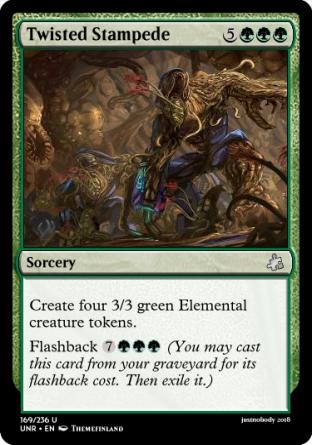 Twisted Stampede 5
Sorcery
Create four 3/3 green Elemental
creature tokens.
Flashback 7 (You may cast
this card from your graveyard for its
flashback cost. Then exile it.)
169/236 U
UNR • EN Themefinland
justnobody 2018